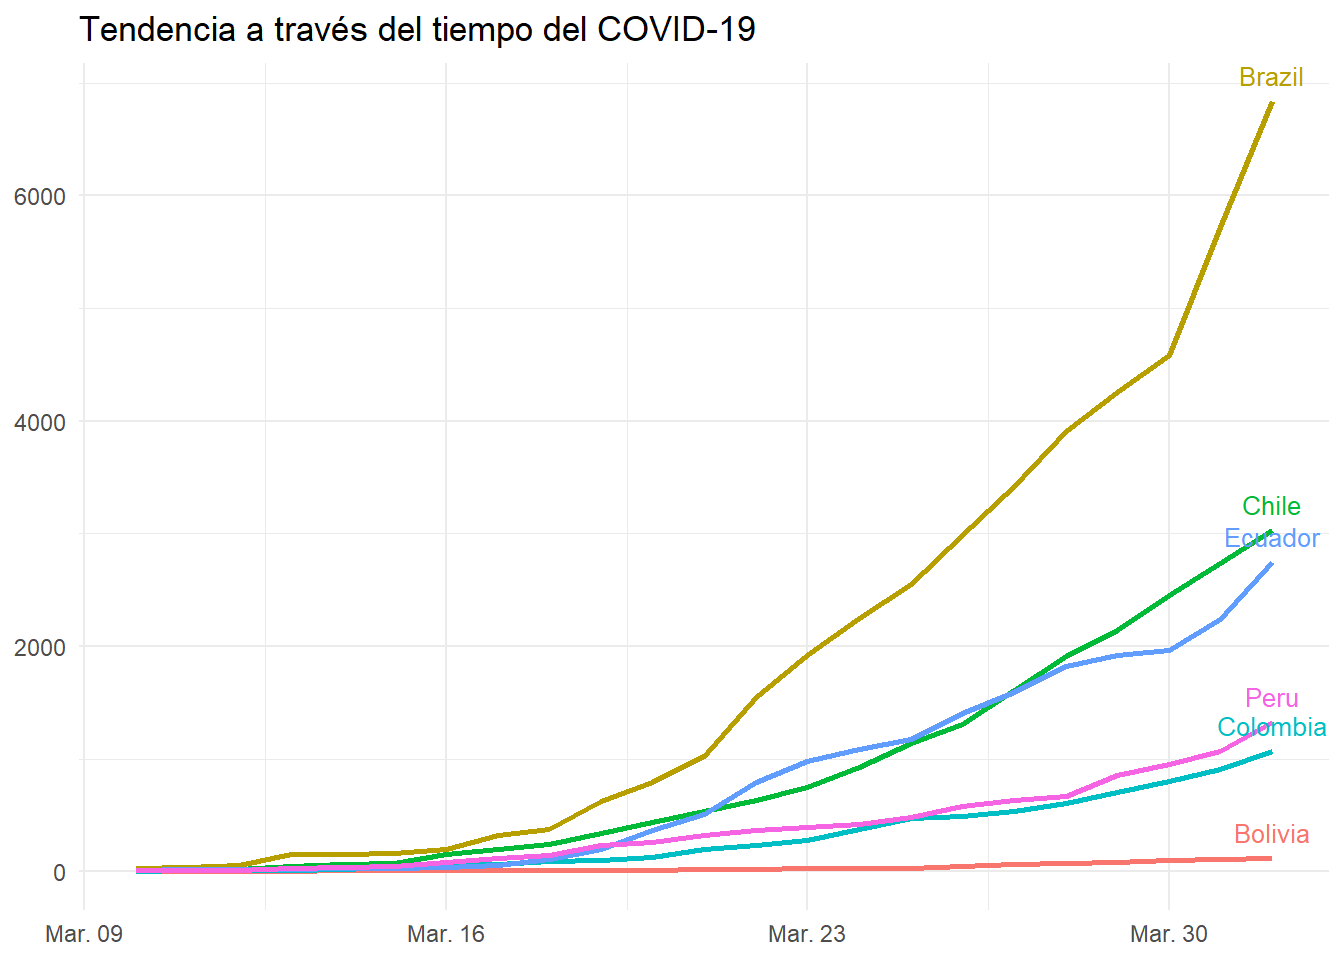 Tendencia a través del tiempo del COVID-19
Brazil
6000
4000
Chile
Ecuador
2000
Peru
Colombia
Bolivia
0
Mar. 09
Mar. 16
Mar. 23
Mar. 30